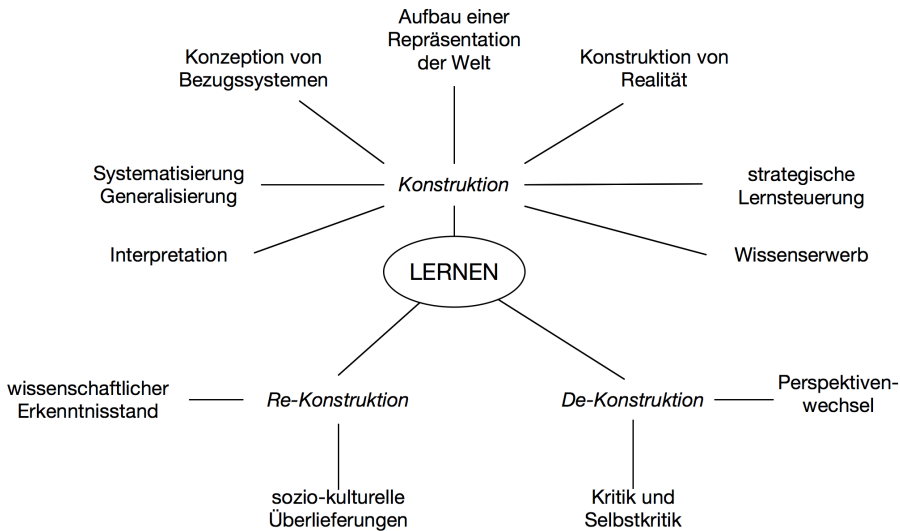 Aufbau einer
Repräsentation
der Welt
Konzeption von
Bezugssystemen
Konstruktion von
Realität
Systematisierung
Generalisierung
Konstruktion
strategische
Lernsteuerung
Interpretation
Wissenserwerb
LERNEN
wissenschaftlicher
Erkenntnisstand
Re-Konstruktion
De-Konstruktion
Perspektiven-
wechsel
sozio-kulturelle
Überlieferungen
Kritik und
Selbstkritik